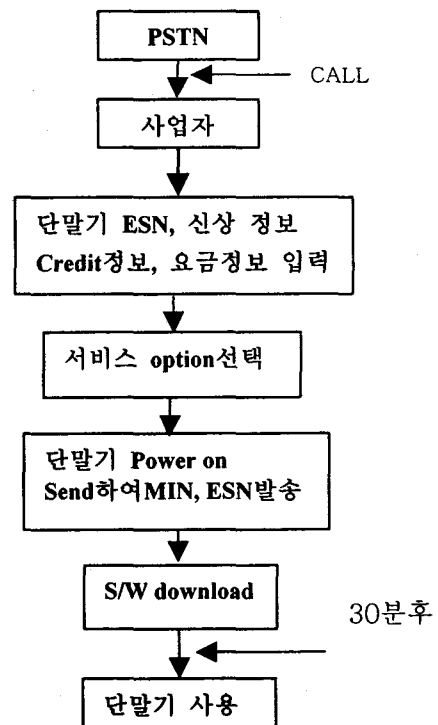 PSTN
CALL
사업자
단말기 ESN, 신상 정보
Credit정보, 요금정보 입력
서비스 option선택
단말기 Power on
Send하여MIN, ESN발송
S/W download
30분후
단말기 사용